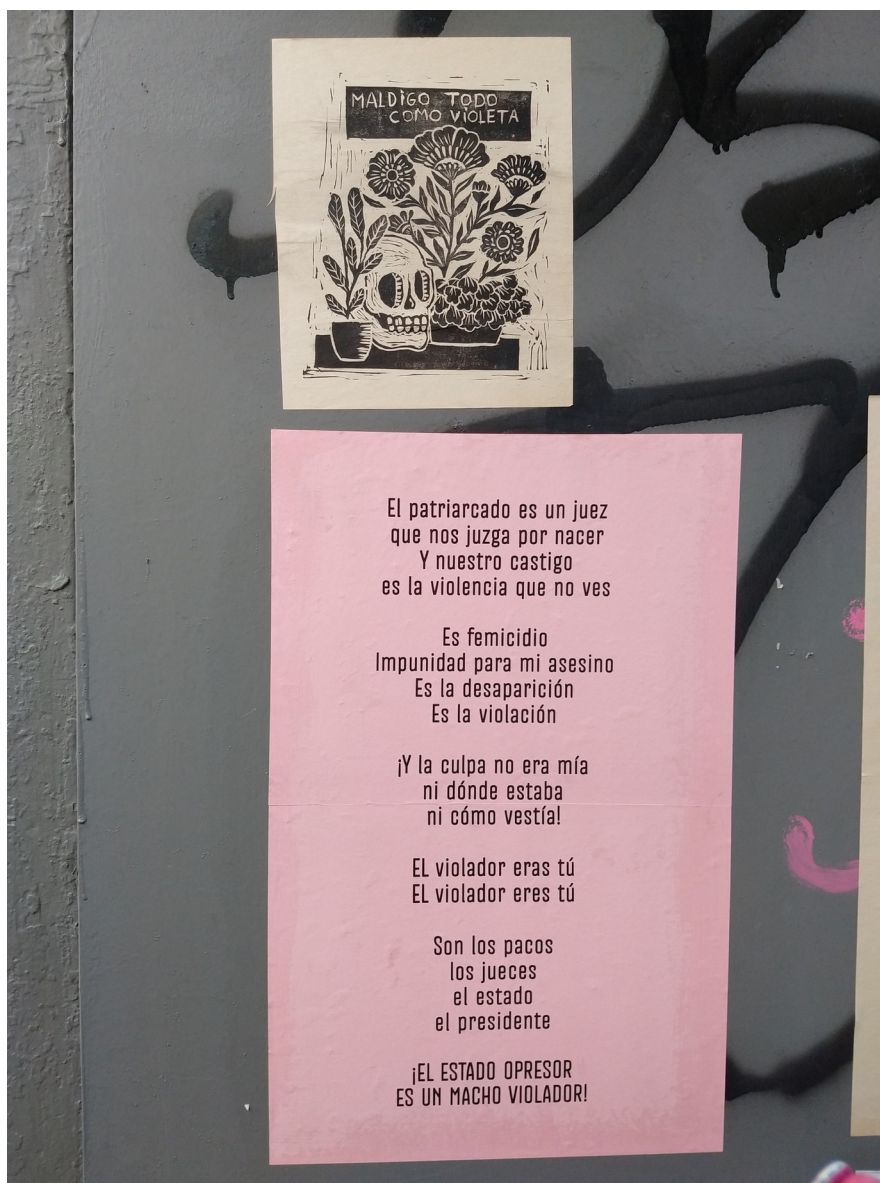 MALDiGO TODO
COMO ViOLETA
El patriarcado es un juez
que nos juzga por nacer
Y nuestro castigo
es la violencia que no ves
Es femicidio
Impunidad para mi asesino
Es la desaparición
Es la violación
¡Y la culpa no era mía
ni dónde estaba
ni cómo vestía!
EL violador eras tú
EL violador eres tú
Son los pacos
los jueces
el estado
el presidente
¡EL ESTADO OPRESOR
ES UN MACHO VIOLADOR!